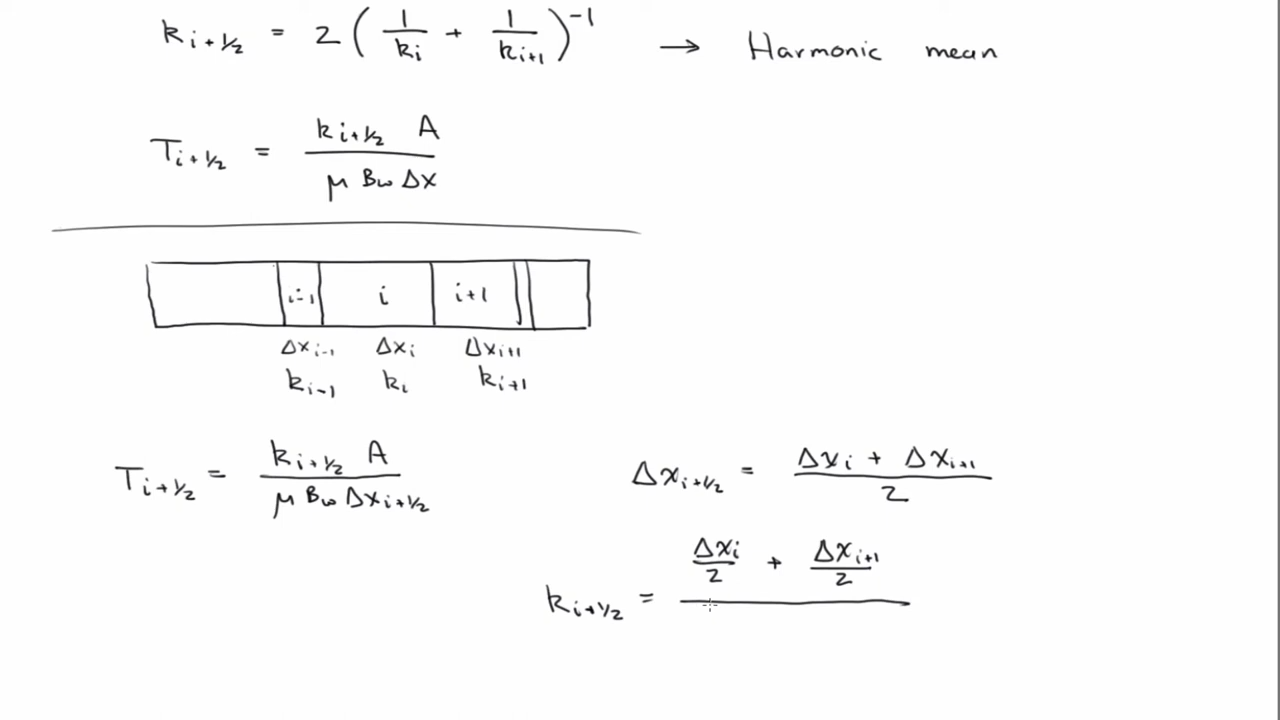 k_{i+1/2} = 2 ( 1/k_i + 1/k_{i+1} )^{-1} → Harmonic mean
T_{i+1/2} = k_{i+1/2} A / μ B_w Δx
i-1 i i+1
Δx_{i-1} Δx_i Δx_{i+1}
k_{i-1} k_i k_{i+1}
T_{i+1/2} = k_{i+1/2} A / μ B_w Δx_{i+1/2}
Δx_{i+1/2} = Δx_i + Δx_{i+1} / 2
k_{i+1/2} = Δx_i/2 + Δx_{i+1}/2